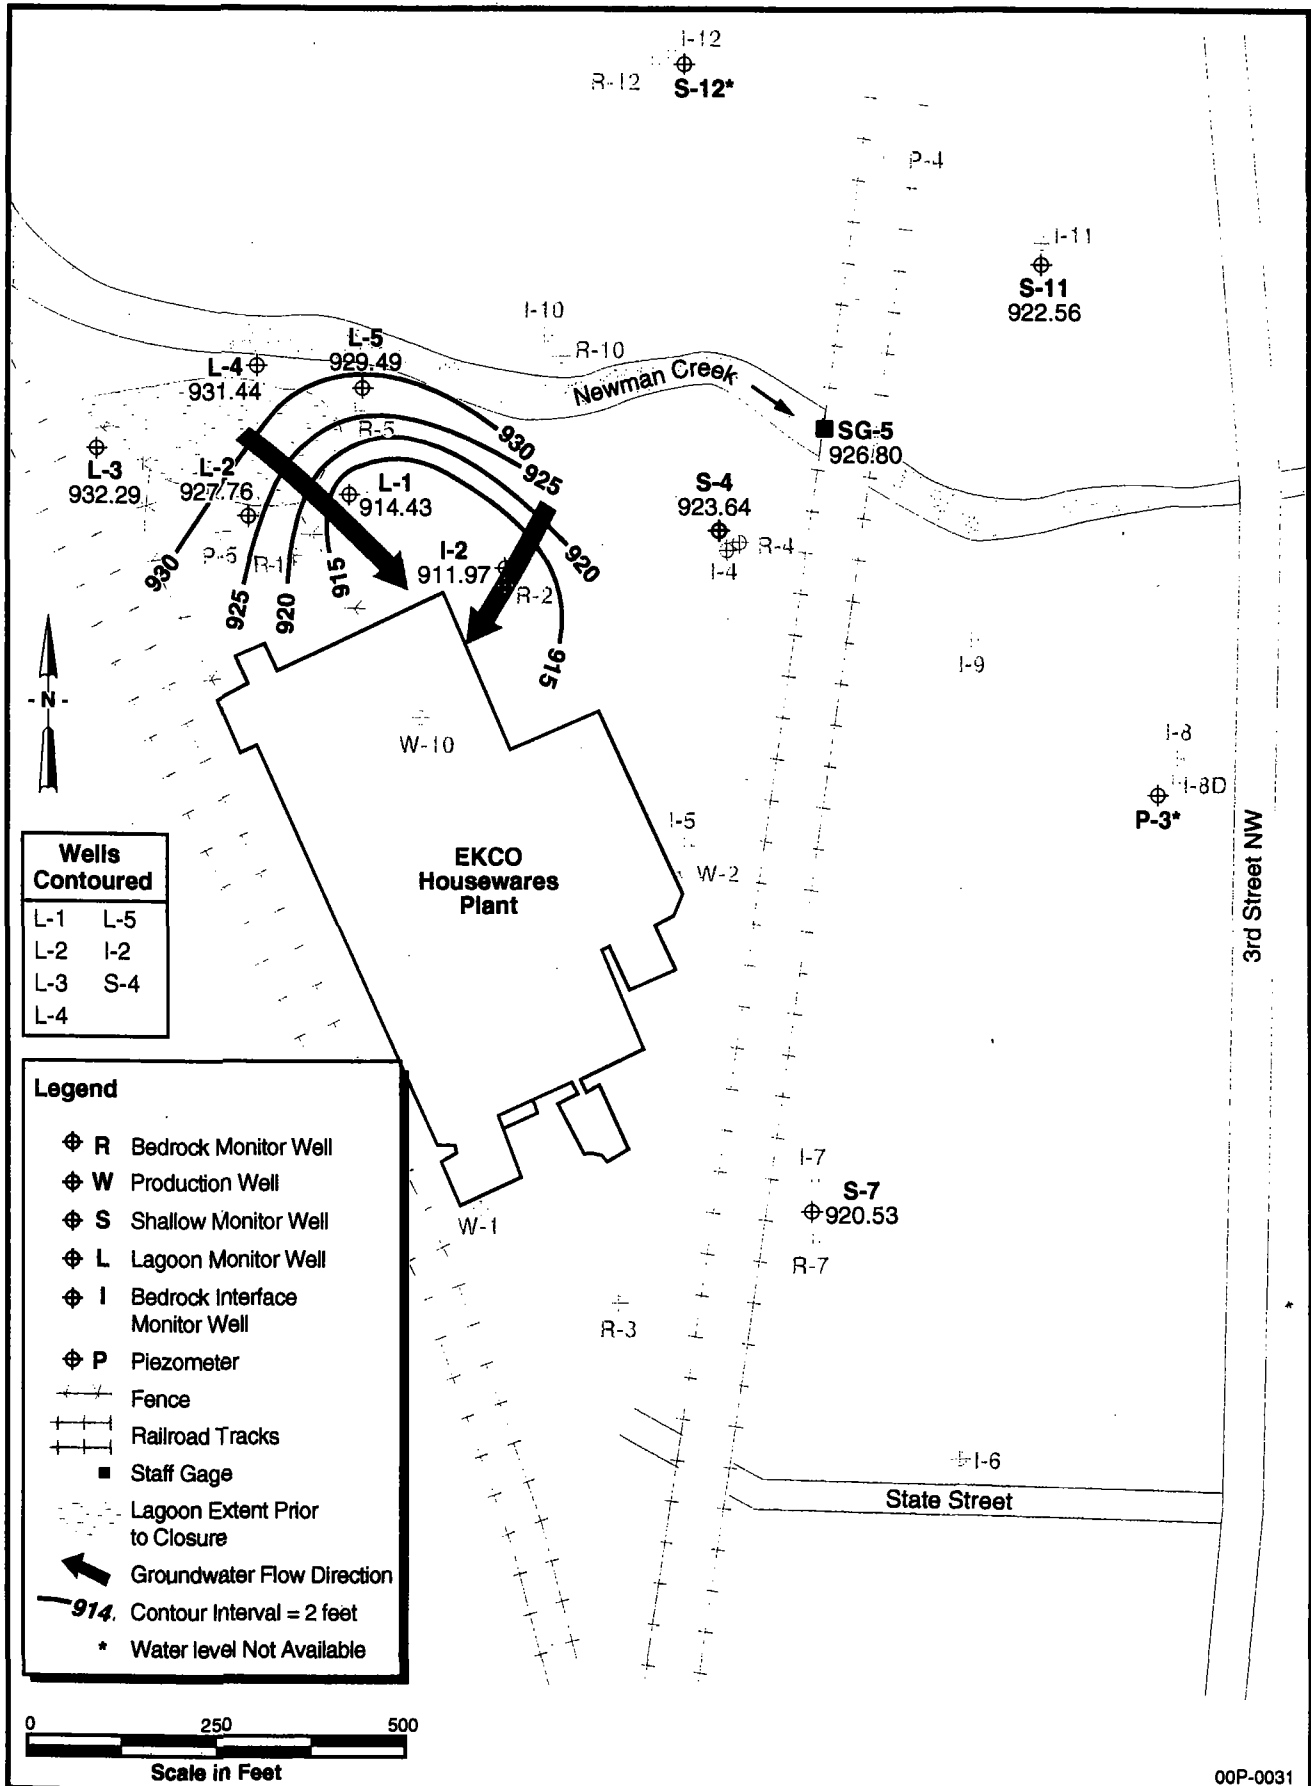 I-12
R-12
S-12*
P-4
I-11
S-11
922.56
I-10
R-10
Newman Creek
L-5
929.49
L-4
931.44
R-5
930
925
SG-5
926.80
L-3
932.29
L-2
927.76
L-1
914.43
S-4
923.64
R-4
I-4
I-2
911.97
R-2
920
P-5
R-1
930
925
920
915
915
I-9
- N -
W-10
I-8
I-8D
P-3*
I-5
W-2
EKCO
Housewares
Plant
3rd Street NW
Wells
Contoured
L-1 L-5
L-2 I-2
L-3 S-4
L-4
Legend
R Bedrock Monitor Well
W Production Well
S Shallow Monitor Well
L Lagoon Monitor Well
I Bedrock Interface
Monitor Well
P Piezometer
Fence
Railroad Tracks
Staff Gage
Lagoon Extent Prior
to Closure
Groundwater Flow Direction
914. Contour Interval = 2 feet
* Water level Not Available
I-7
S-7
920.53
R-7
W-1
R-3
*
I-6
State Street
0 250 500
Scale in Feet
00P-0031